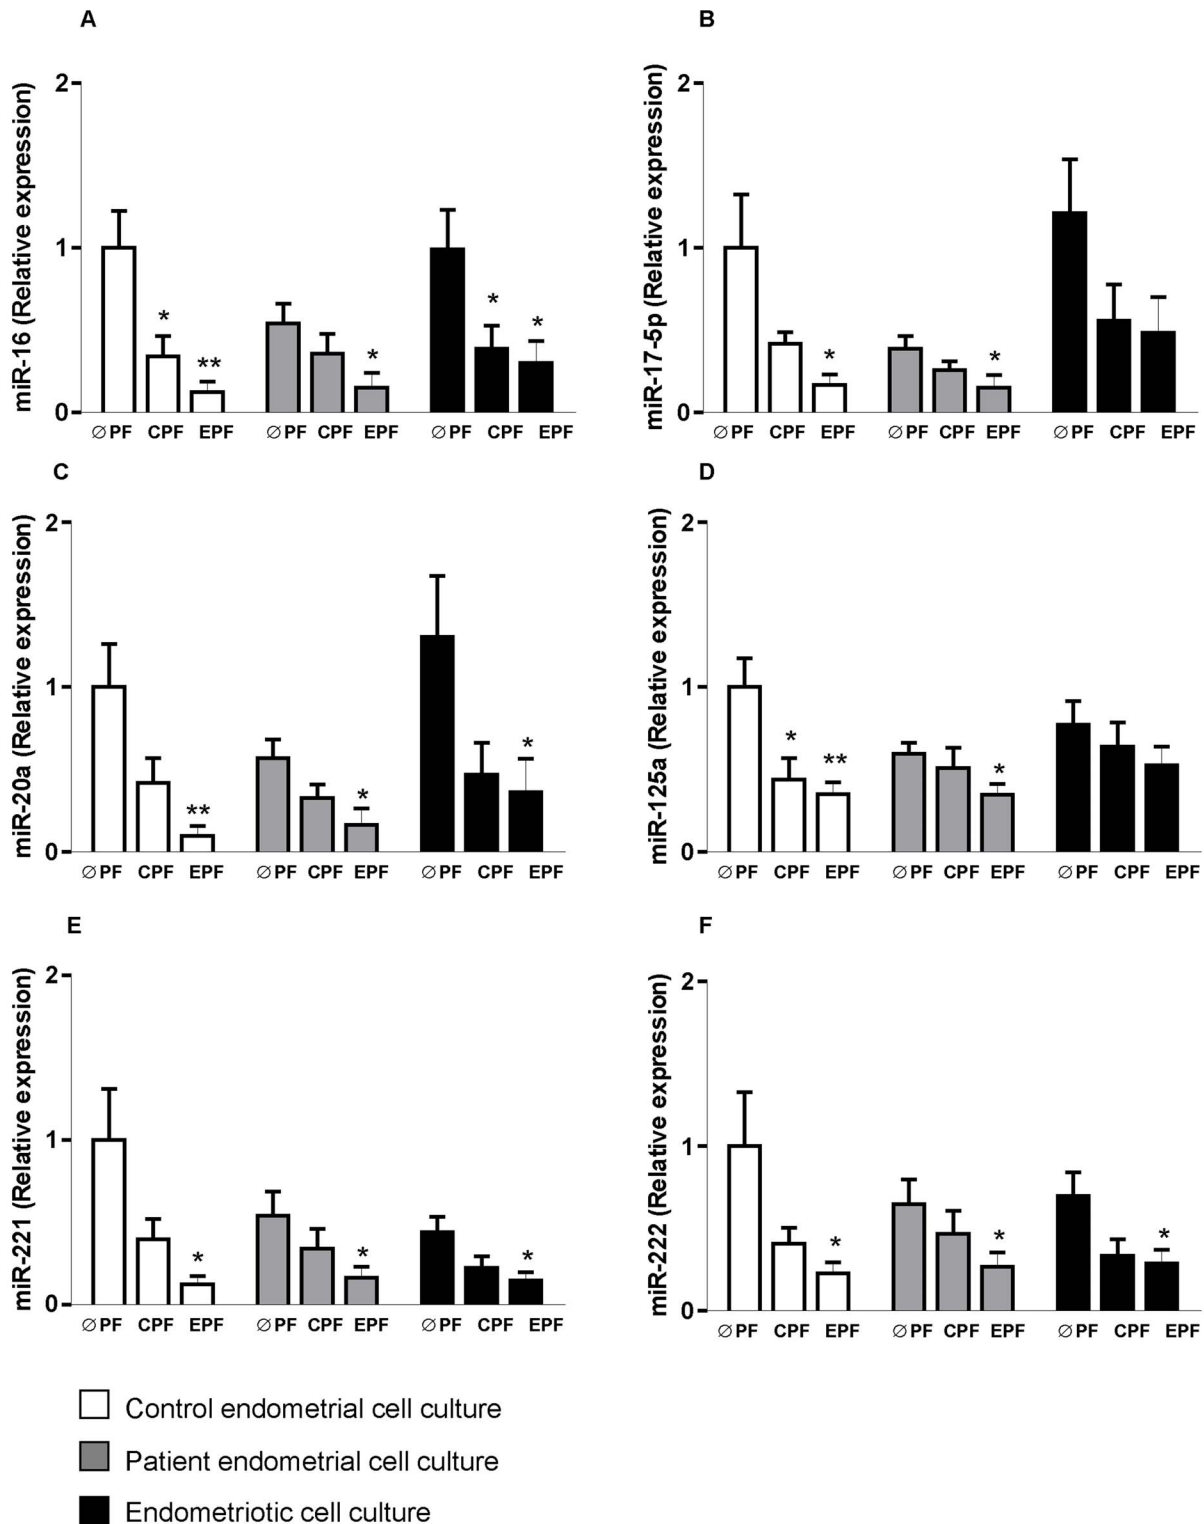 A
miR-16 (Relative expression)
2
1
0
* ** * * *
∅ PF CPF EPF ∅ PF CPF EPF ∅ PF CPF EPF
B
miR-17-5p (Relative expression)
2
1
0
* *
∅ PF CPF EPF ∅ PF CPF EPF ∅ PF CPF EPF
C
miR-20a (Relative expression)
2
1
0
** * *
∅ PF CPF EPF ∅ PF CPF EPF ∅ PF CPF EPF
D
miR-125a (Relative expression)
2
1
0
* ** *
∅ PF CPF EPF ∅ PF CPF EPF ∅ PF CPF EPF
E
miR-221 (Relative expression)
2
1
0
* * *
∅ PF CPF EPF ∅ PF CPF EPF ∅ PF CPF EPF
F
miR-222 (Relative expression)
2
1
0
* * *
∅ PF CPF EPF ∅ PF CPF EPF ∅ PF CPF EPF
Control endometrial cell culture
Patient endometrial cell culture
Endometriotic cell culture